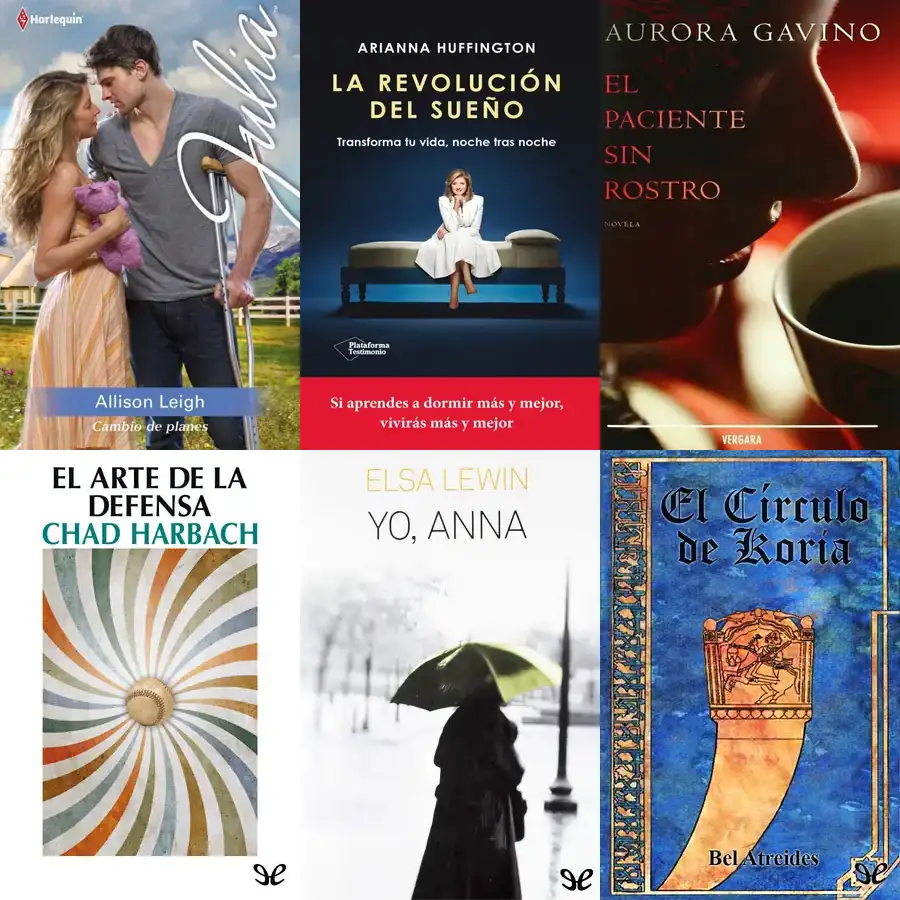 Harlequin
Julia
Allison Leigh
Cambio de planes
ARIANNA HUFFINGTON
LA REVOLUCIÓN
DEL SUEÑO
Transforma tu vida, noche tras noche
Plataforma
Testimonio
Si aprendes a dormir más y mejor,
vivirás más y mejor
AURORA GAVINO
EL
PACIENTE
SIN
ROSTRO
NOVELA
VERGARA
EL ARTE DE LA
DEFENSA
CHAD HARBACH
ELSA LEWIN
YO, ANNA
El Círculo
de Koria
Bel Atreides